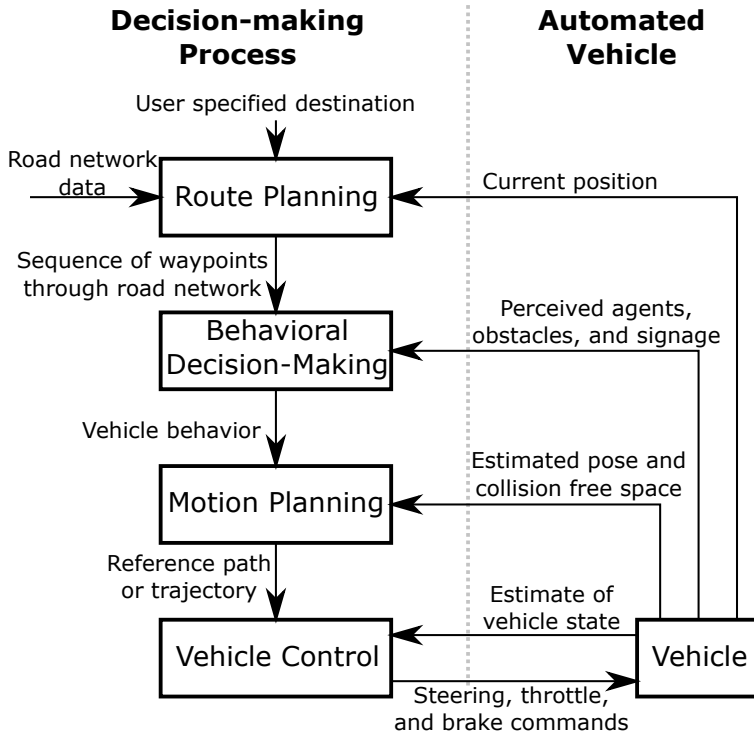 Decision-making
Process
Automated
Vehicle
User specified destination
Road network
data
Route Planning
Current position
Sequence of waypoints
through road network
Behavioral
Decision-Making
Perceived agents,
obstacles, and signage
Vehicle behavior
Motion Planning
Estimated pose and
collision free space
Reference path
or trajectory
Estimate of
vehicle state
Vehicle Control
Vehicle
Steering, throttle,
and brake commands